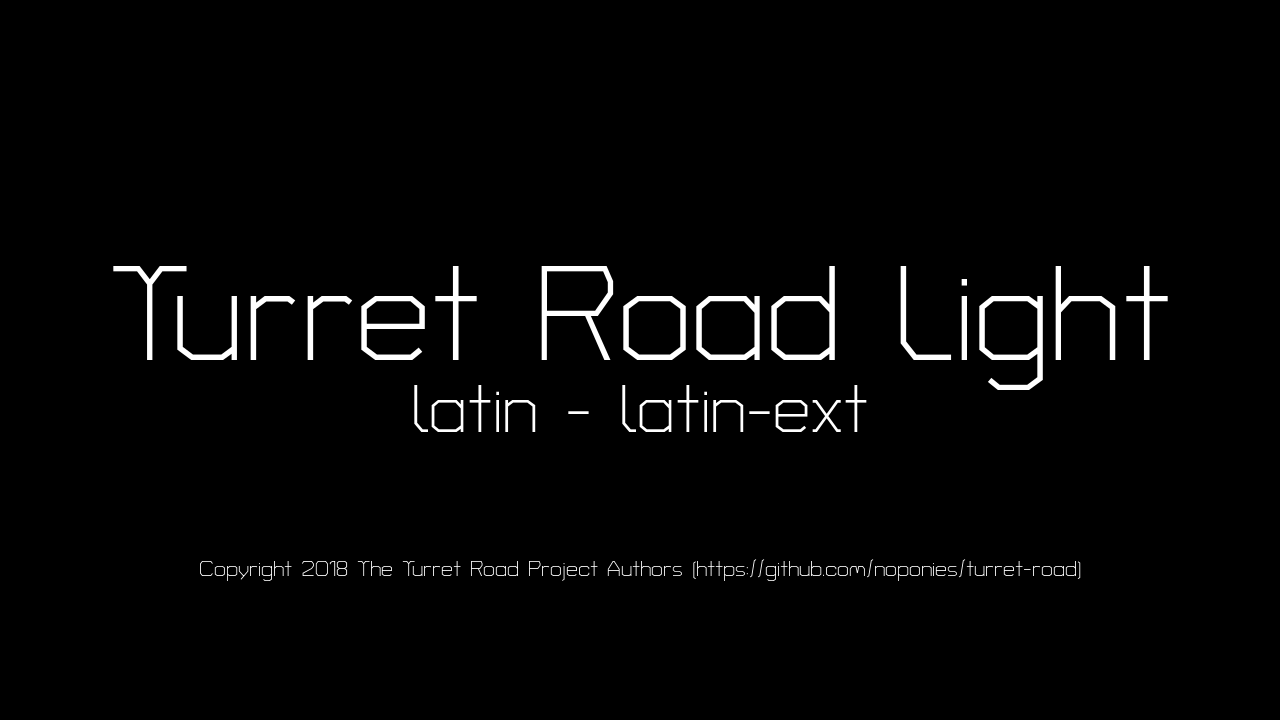 Turret Road Light
latin - latin-ext
Copyright 2018 The Turret Road Project Authors (https://github.com/noponies/turret-road)